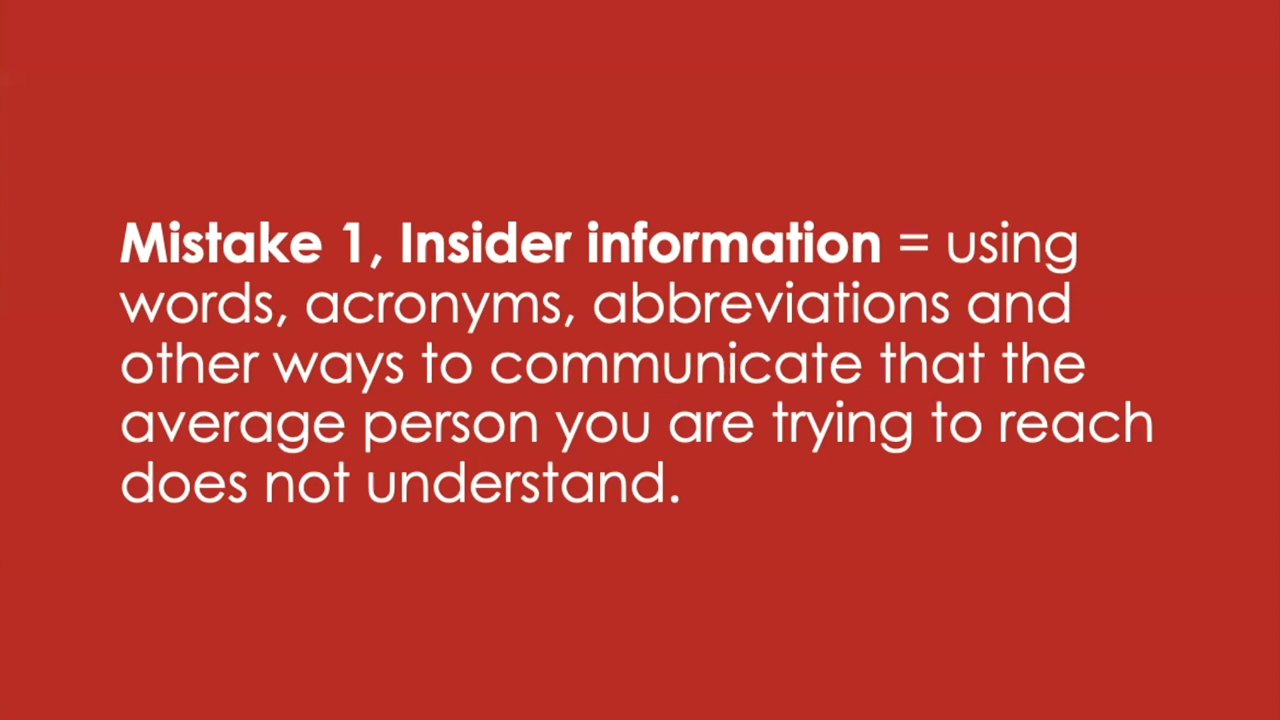 Mistake 1, Insider information = using
words, acronyms, abbreviations and
other ways to communicate that the
average person you are trying to reach
does not understand.